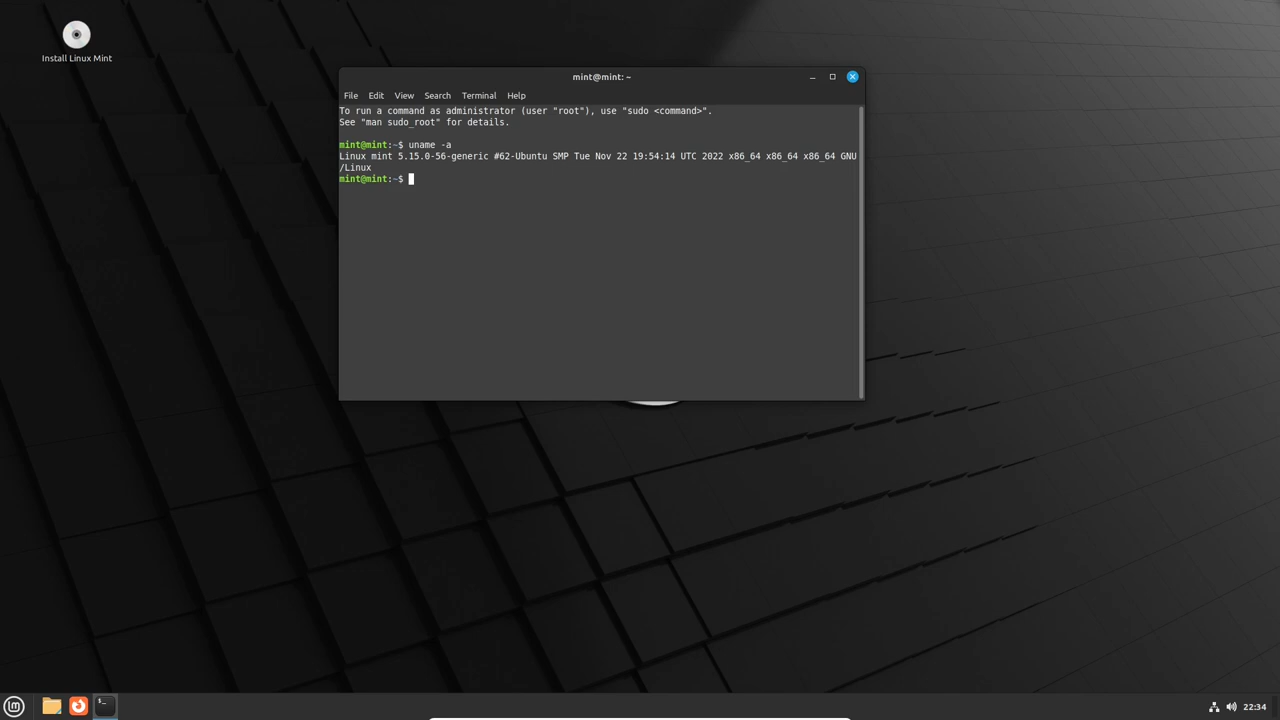 Install Linux Mint
mint@mint: ~
File Edit View Search Terminal Help
To run a command as administrator (user "root"), use "sudo <command>".
See "man sudo_root" for details.
mint@mint:~$ uname -a
Linux mint 5.15.0-56-generic #62-Ubuntu SMP Tue Nov 22 19:54:14 UTC 2022 x86_64 x86_64 x86_64 GNU
/Linux
mint@mint:~$
22:34